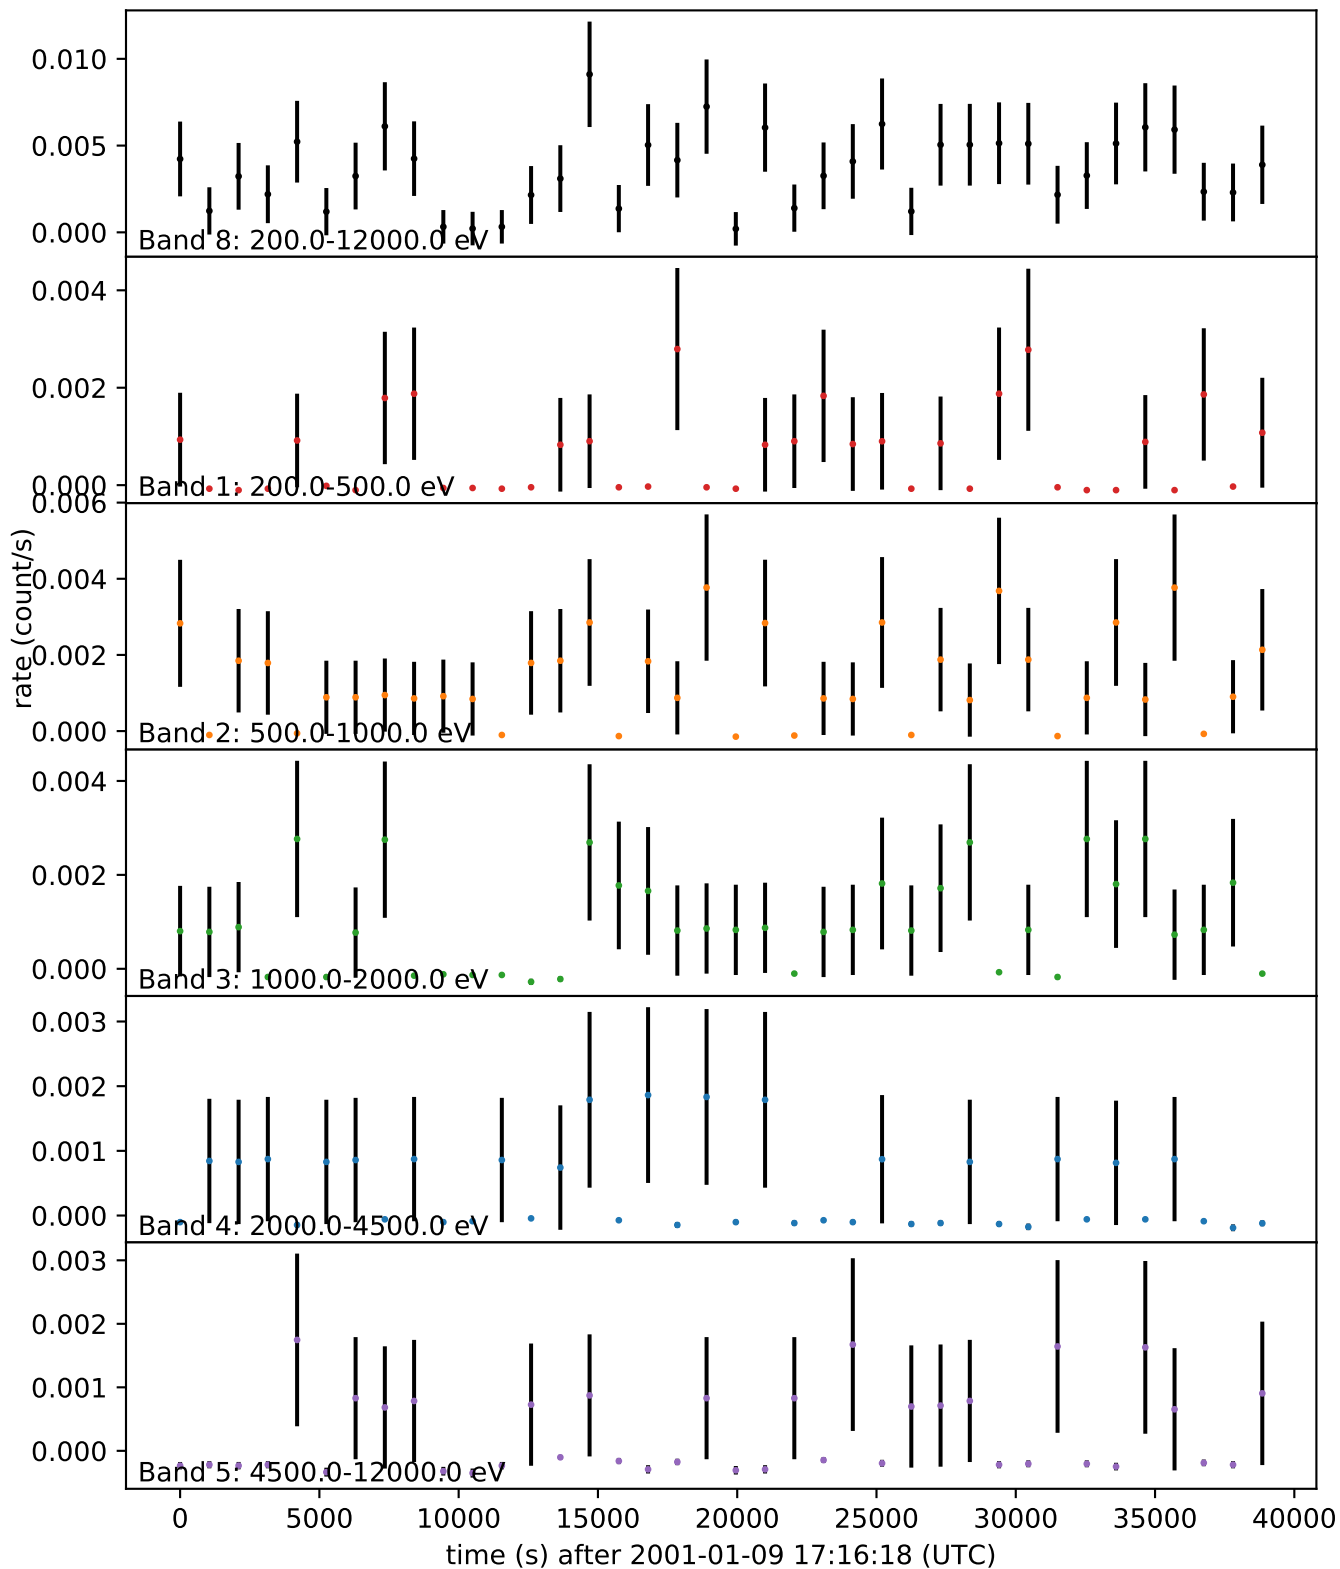 0.010
0.005
0.000
Band 8: 200.0-12000.0 eV
0.004
0.002
0.000
Band 1: 200.0-500.0 eV
0.006
0.004
0.002
0.000
Band 2: 500.0-1000.0 eV
rate (count/s)
0.004
0.002
0.000
Band 3: 1000.0-2000.0 eV
0.003
0.002
0.001
0.000
Band 4: 2000.0-4500.0 eV
0.003
0.002
0.001
0.000
Band 5: 4500.0-12000.0 eV
0 5000 10000 15000 20000 25000 30000 35000 40000
time (s) after 2001-01-09 17:16:18 (UTC)